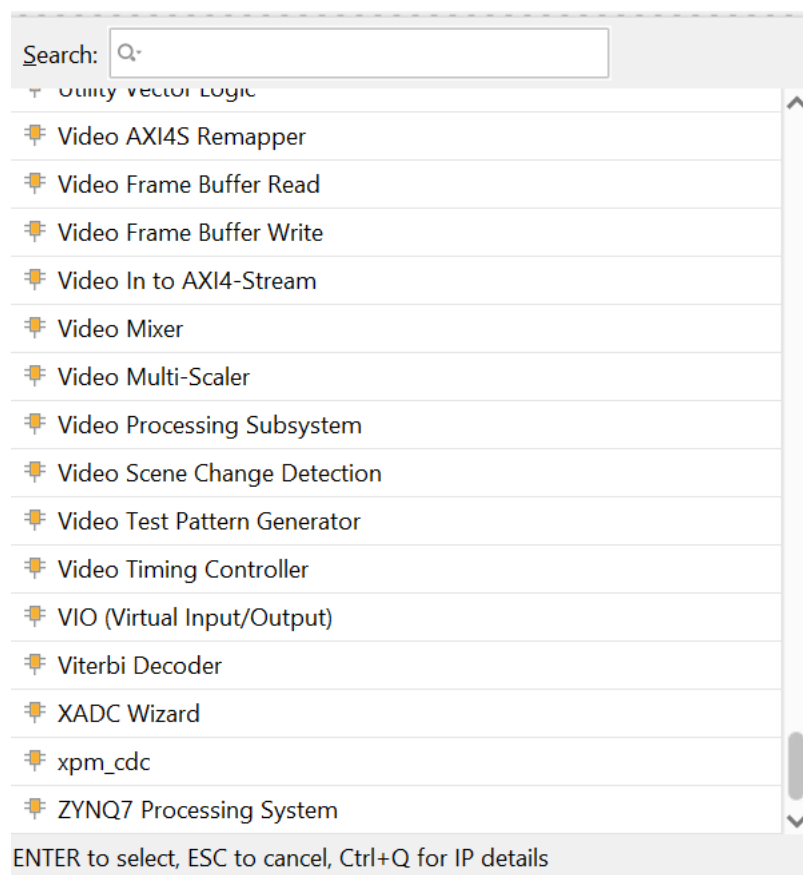 Search:
Utility Vector Logic
Video AXI4S Remapper
Video Frame Buffer Read
Video Frame Buffer Write
Video In to AXI4-Stream
Video Mixer
Video Multi-Scaler
Video Processing Subsystem
Video Scene Change Detection
Video Test Pattern Generator
Video Timing Controller
VIO (Virtual Input/Output)
Viterbi Decoder
XADC Wizard
xpm_cdc
ZYNQ7 Processing System
ENTER to select, ESC to cancel, Ctrl+Q for IP details